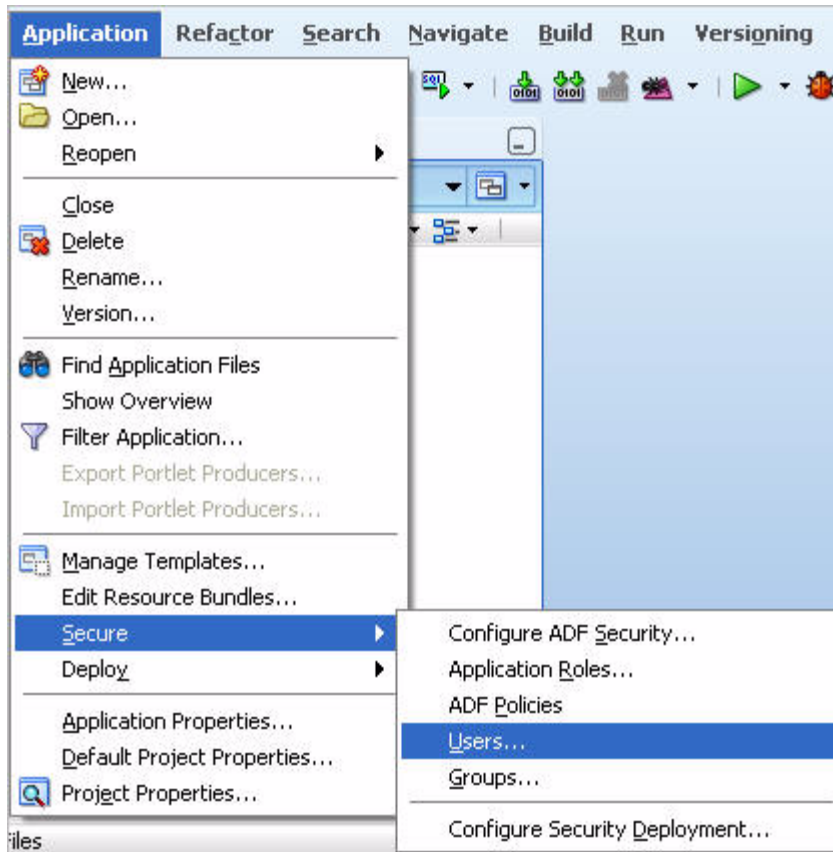 Application Refactor Search Navigate Build Run Versioning
New...
Open...
Reopen
Close
Delete
Rename...
Version...
Find Application Files
Show Overview
Filter Application...
Export Portlet Producers...
Import Portlet Producers...
Manage Templates...
Edit Resource Bundles...
Secure
Deploy
Application Properties...
Default Project Properties...
Project Properties...
Configure ADF Security...
Application Roles...
ADF Policies
Users...
Groups...
Configure Security Deployment...
iles